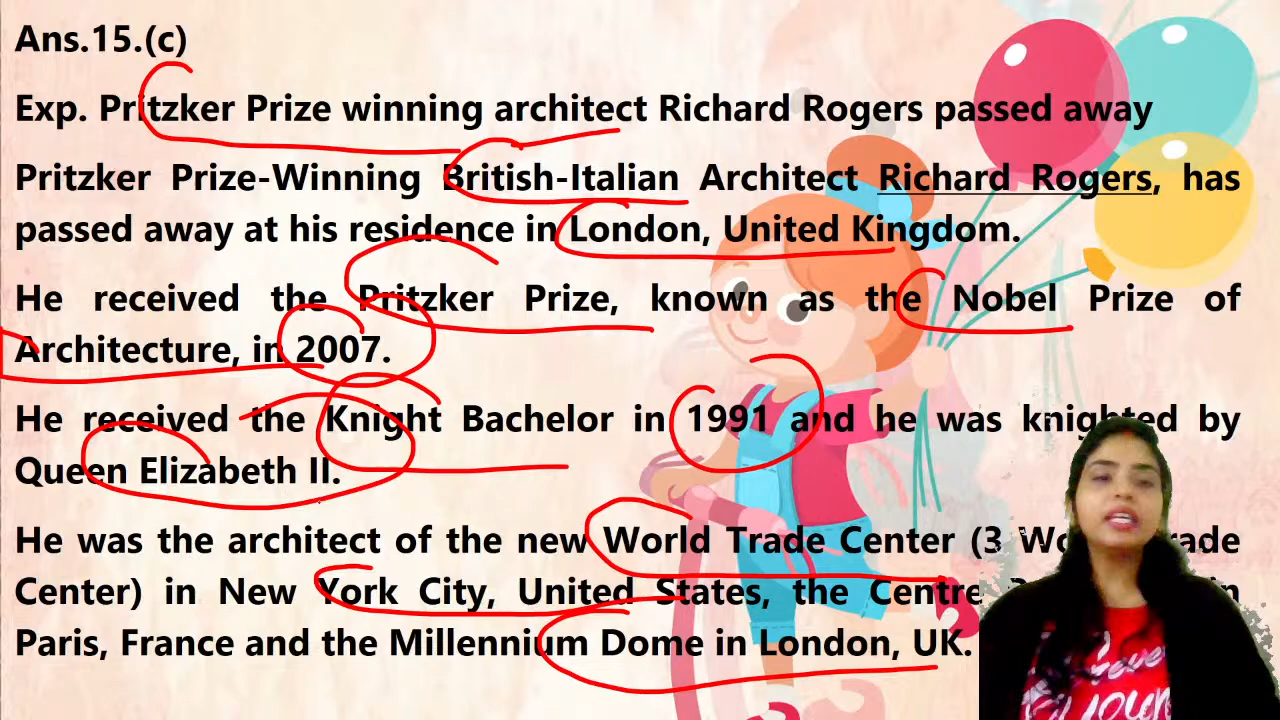 Ans.15.(c)
Exp. Pritzker Prize winning architect Richard Rogers passed away
Pritzker Prize-Winning British-Italian Architect Richard Rogers, has
passed away at his residence in London, United Kingdom.
He received the Pritzker Prize, known as the Nobel Prize of
Architecture, in 2007.
He received the Knight Bachelor in 1991 and he was knighted by
Queen Elizabeth II.
He was the architect of the new World Trade Center (3 World Trade
Center) in New York City, United States, the Centre in
Paris, France and the Millennium Dome in London, UK.